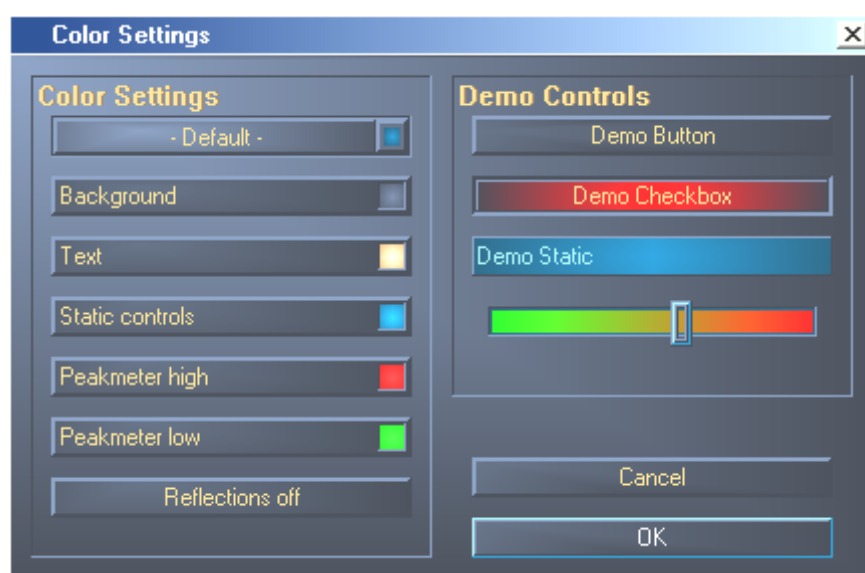 Color Settings
Color Settings
- Default -
Background
Text
Static controls
Peakmeter high
Peakmeter low
Reflections off
Demo Controls
Demo Button
Demo Checkbox
Demo Static
Cancel
OK